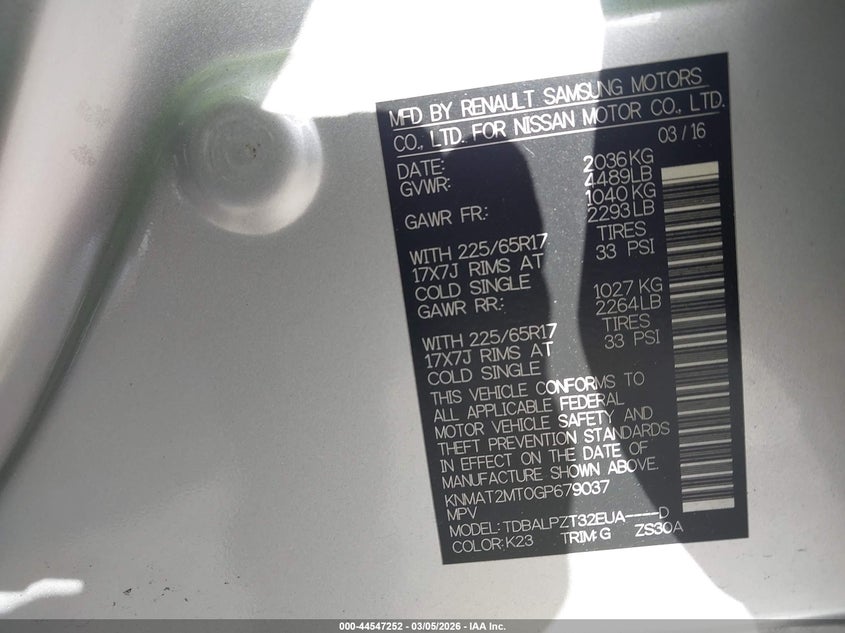 MFD BY RENAULT SAMSUNG MOTORS
CO., LTD. FOR NISSAN MOTOR CO., LTD.
DATE: 03/16
GVWR: 2036KG
4489LB
GAWR FR: 1040 KG
2293LB
WITH 225/65R17 TIRES
17X7J RIMS AT 33 PSI
COLD SINGLE
GAWR RR: 1027 KG
2264LB
WITH 225/65R17 TIRES
17X7J RIMS AT 33 PSI
COLD SINGLE
THIS VEHICLE CONFORMS TO
ALL APPLICABLE FEDERAL
MOTOR VEHICLE SAFETY AND
THEFT PREVENTION STANDARDS
IN EFFECT ON THE DATE OF
MANUFACTURE SHOWN ABOVE.
KNMAT2MT0GP679037
MPV
MODEL: TDBALPZT32EUA----D
COLOR: K23 TRIM: G ZS30A
000-44547252 - 03/05/2026 - IAA Inc.